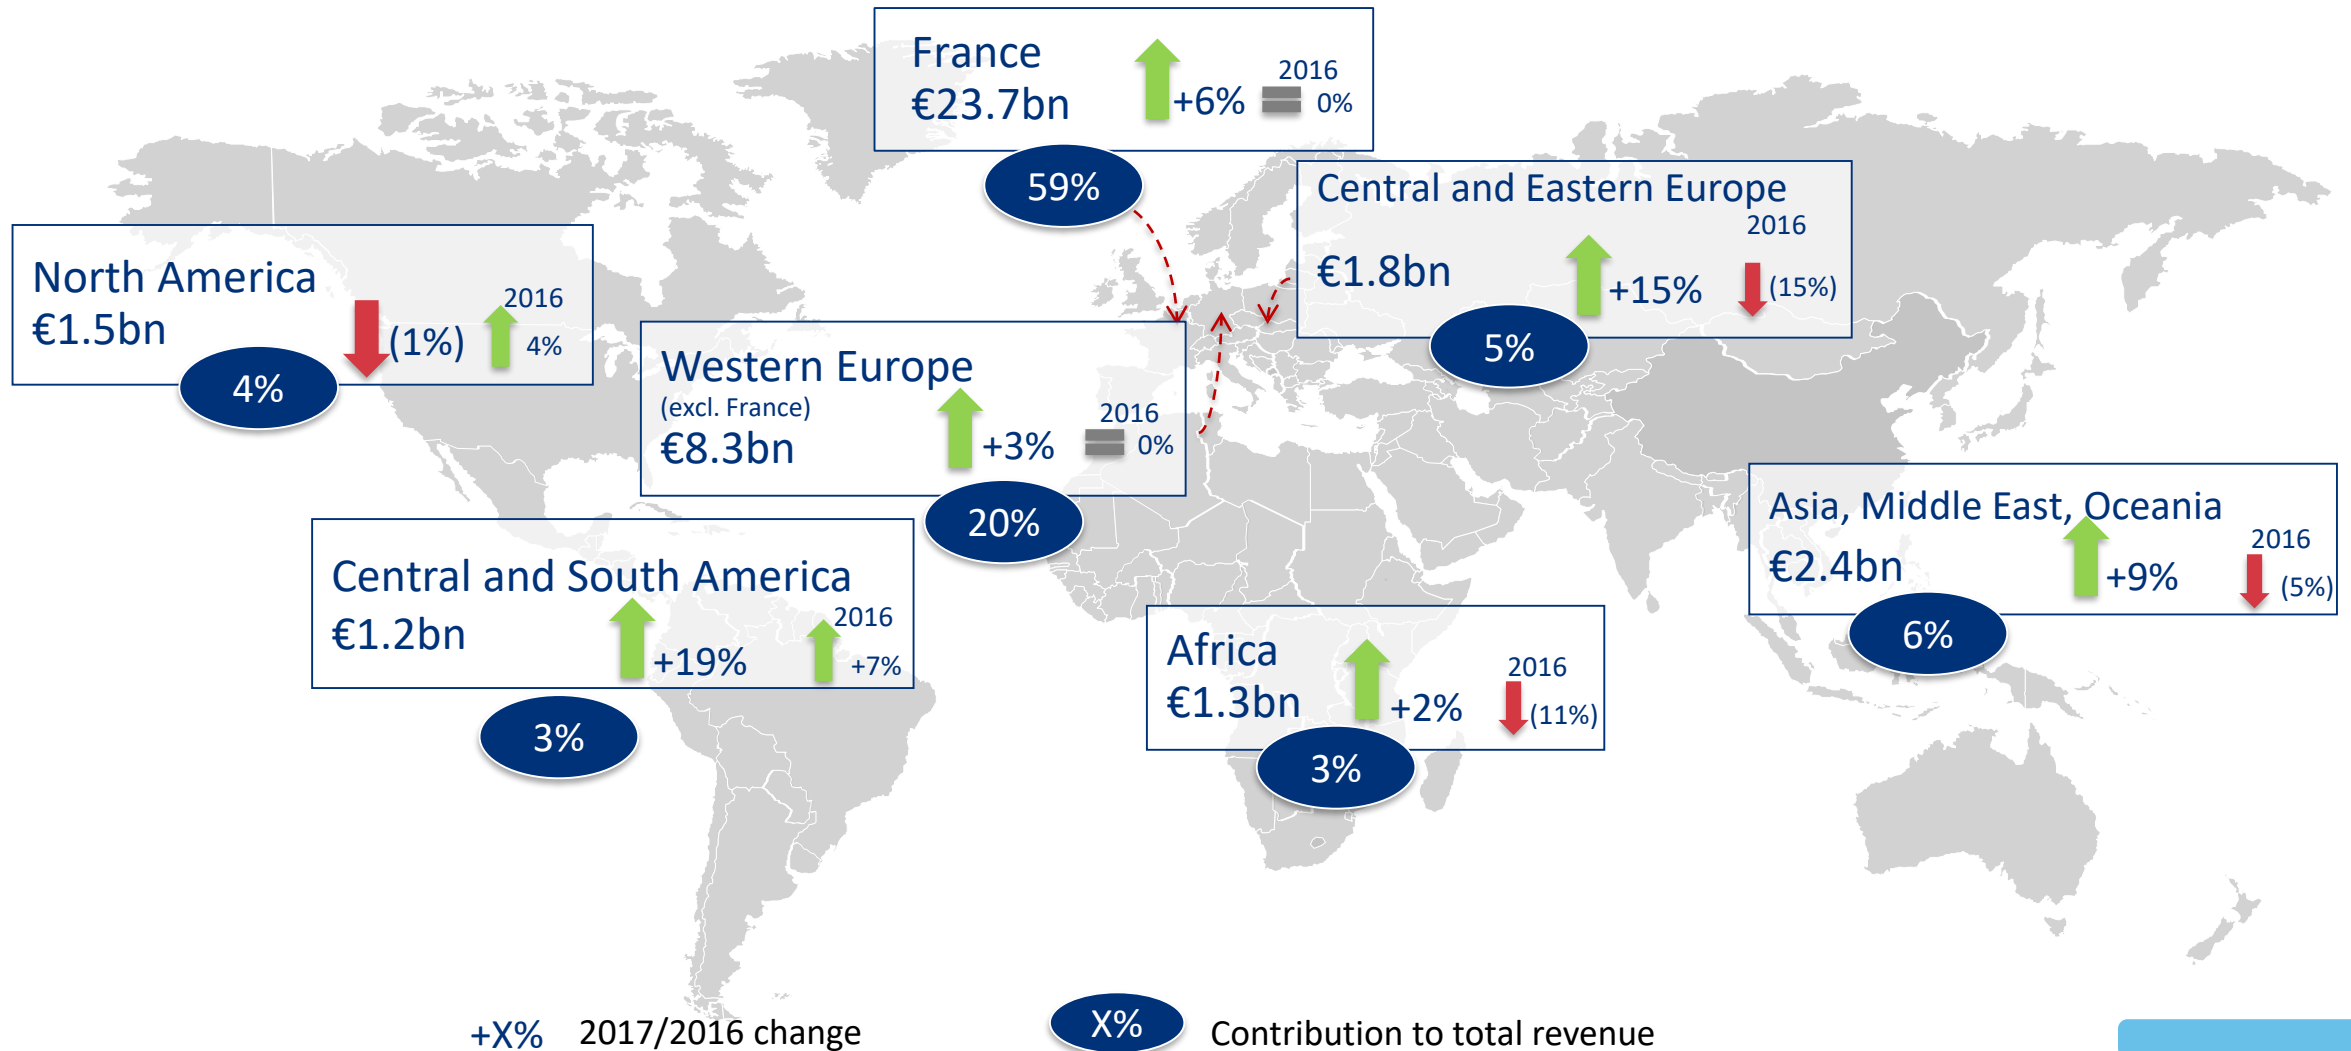 France
€23.7bn
+6%
2016
0%
59%
Central and Eastern Europe
2016
€1.8bn
+15%
(15%)
5%
North America
€1.5bn
(1%)
2016
4%
4%
Western Europe
(excl. France)
€8.3bn
+3%
2016
0%
20%
Asia, Middle East, Oceania
€2.4bn
+9%
2016
(5%)
6%
Central and South America
€1.2bn
+19%
2016
+7%
3%
Africa
€1.3bn
+2%
2016
(11%)
3%
+X% 2017/2016 change
X% Contribution to total revenue